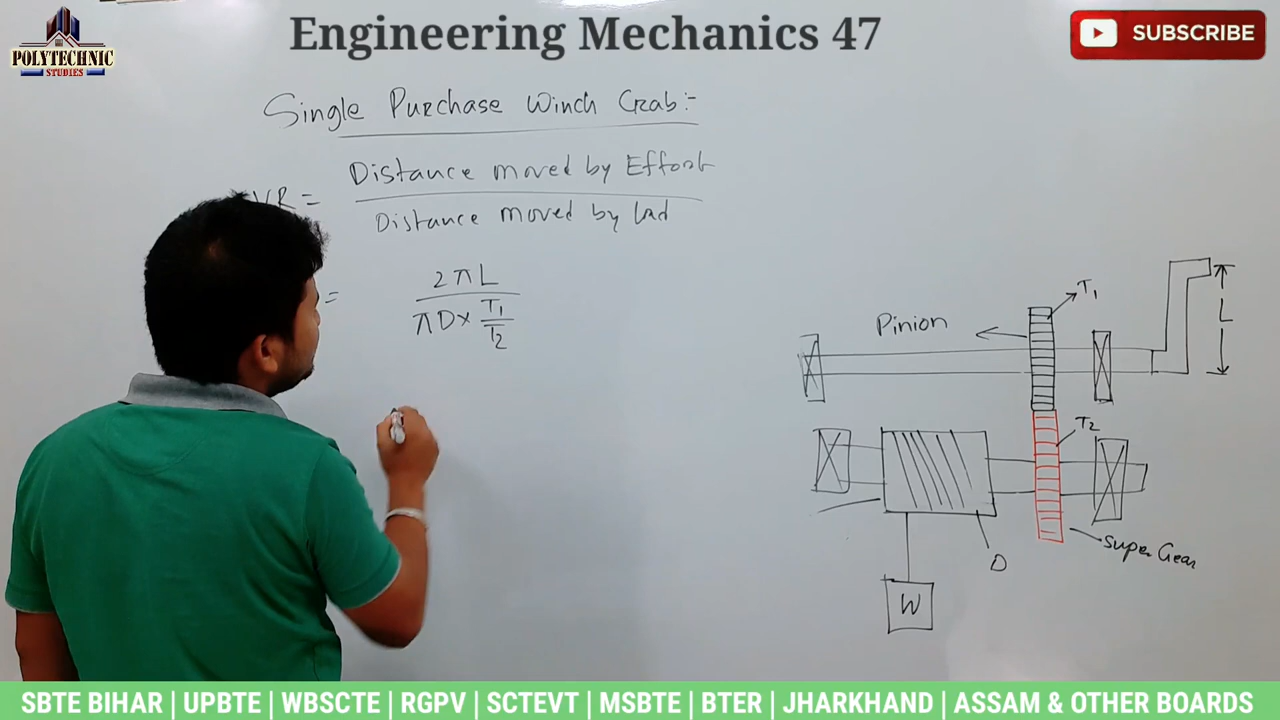 Engineering Mechanics 47
SUBSCRIBE
POLYTECHNIC
STUDIES
Single Purchase Winch Crab:-
VR = Distance moved by Effort
Distance moved by Lad
= 2πL
πD× T1
T2
Pinion
T1
L
T2
D
Super Gear
W
SBTE BIHAR | UPBTE | WBSCTE | RGPV | SCTEVT | MSBTE | BTER | JHARKHAND | ASSAM & OTHER BOARDS